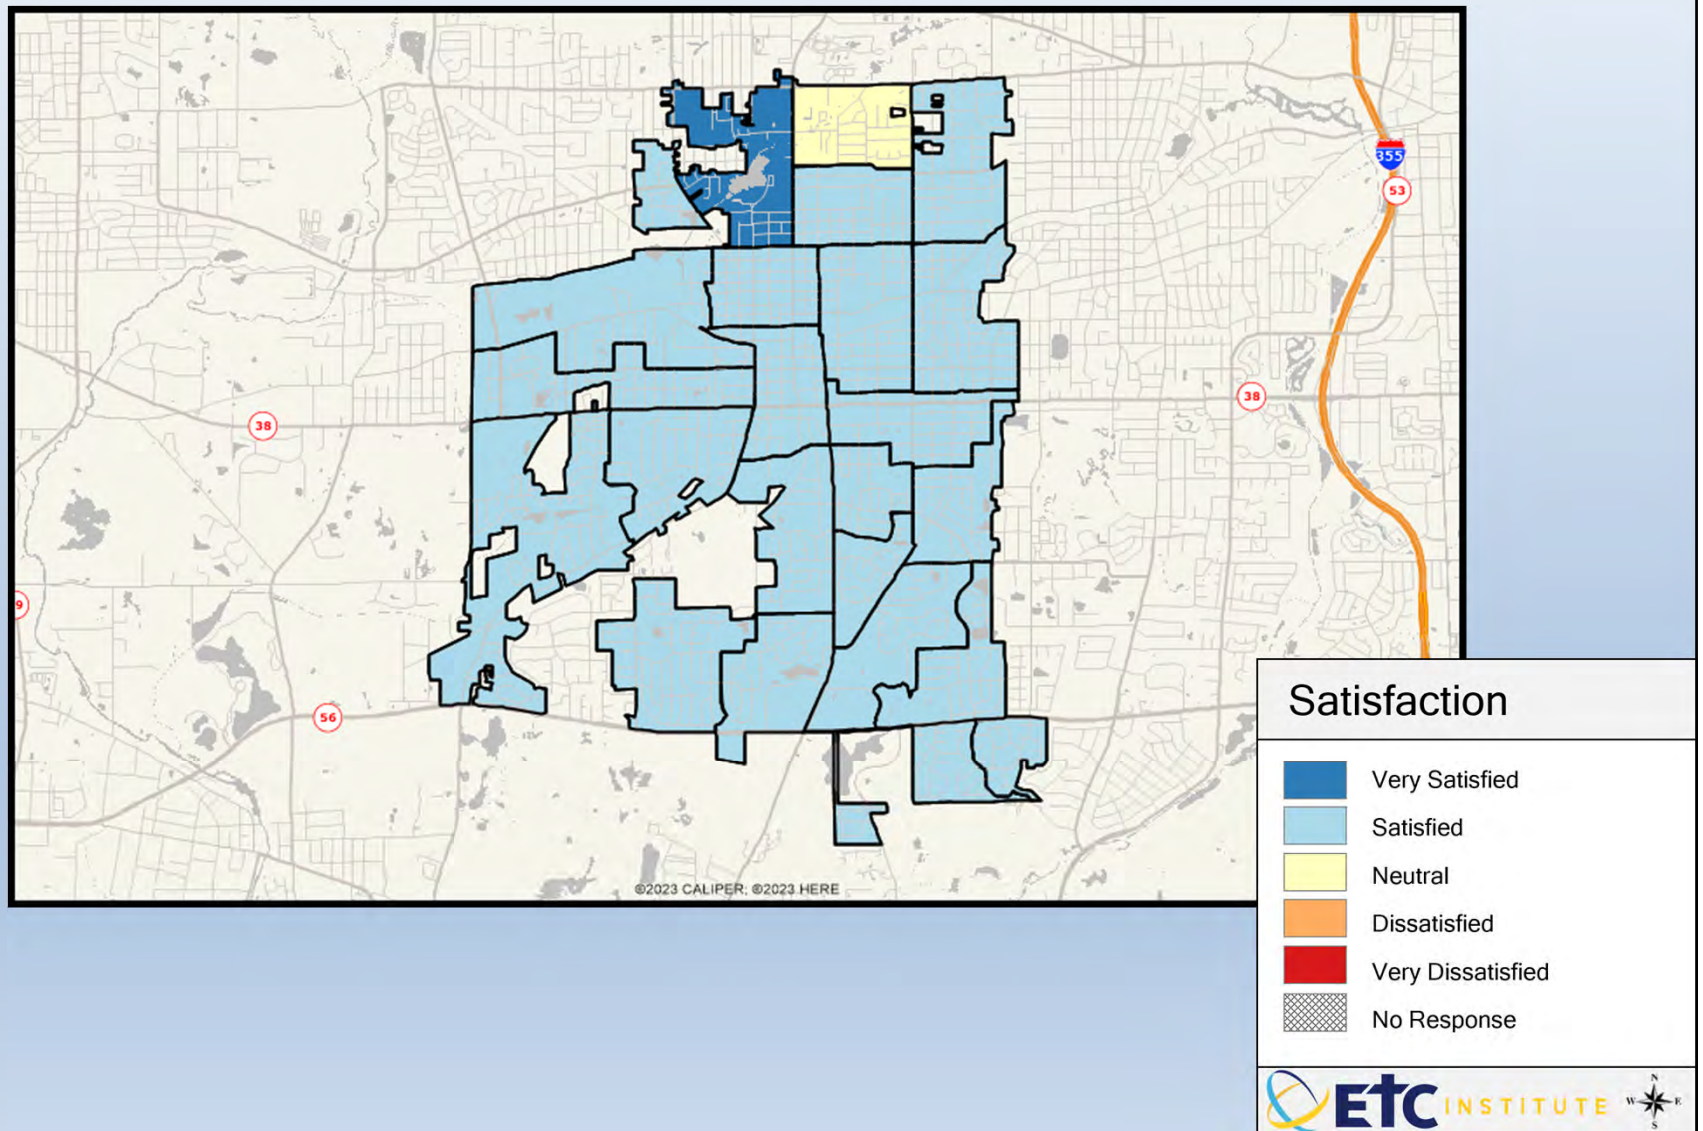 355
53
38
38
9
56
©2023 CALIPER; ©2023 HERE
Satisfaction
Very Satisfied
Satisfied
Neutral
Dissatisfied
Very Dissatisfied
No Response
N
W E
S
ETC INSTITUTE